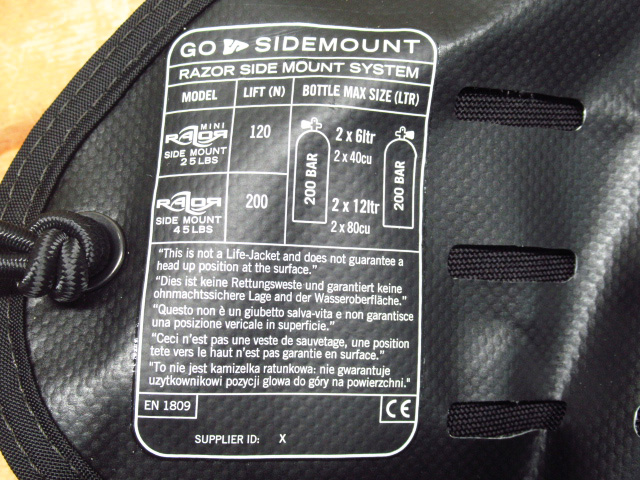 GO SIDEMOUNT
RAZOR SIDE MOUNT SYSTEM
MODEL LIFT (N) BOTTLE MAX SIZE (LTR)
RAZOR MINI
SIDE MOUNT
25LBS
120
2 x 6ltr
2 x 40cu
200 BAR
200 BAR
RAZOR
SIDE MOUNT
45LBS
200
2 x 12ltr
2 x 80cu
"This is not a Life-Jacket and does not guarantee a
head up position at the surface."
"Dies ist keine Rettungsweste und garantiert keine
ohnmachtssichere Lage and der Wasseroberfläche."
"Questo non è un giubetto salva-vita e non garantisce
una posizione vericale in superficie."
"Ceci n'est pas une veste de sauvetage, une position
tete vers le haut n'est pas garantie en surface."
"To nie jest kamizelka ratunkowa: nie gwarantuje
uzytkownikowi pozycji glowa do góry na powierzchni."
EN 1809 CE
SUPPLIER ID: X